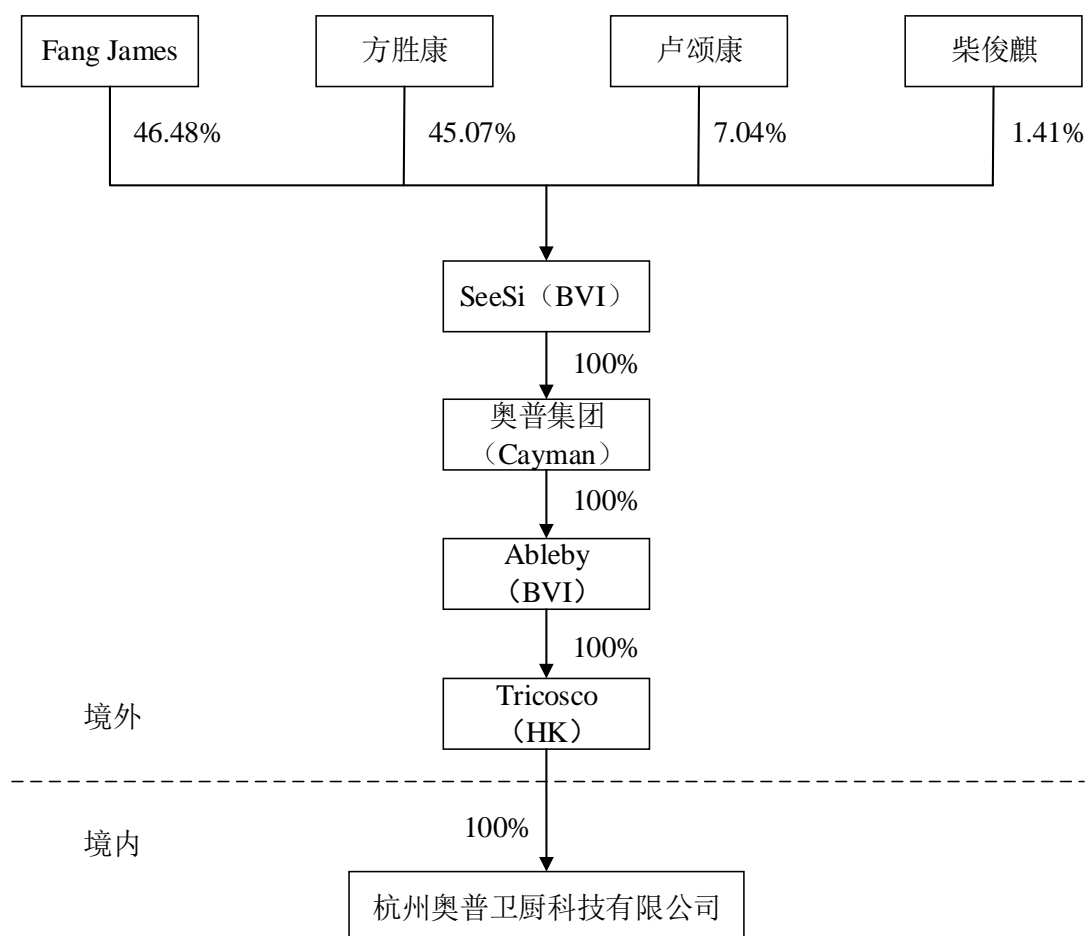 Fang James
方胜康
卢颂康
柴俊麒
46.48%
45.07%
7.04%
1.41%
SeeSi（BVI）
100%
奥普集团
（Cayman）
100%
Ableby
（BVI）
100%
Tricosco
（HK）
境外
100%
境内
杭州奥普卫厨科技有限公司